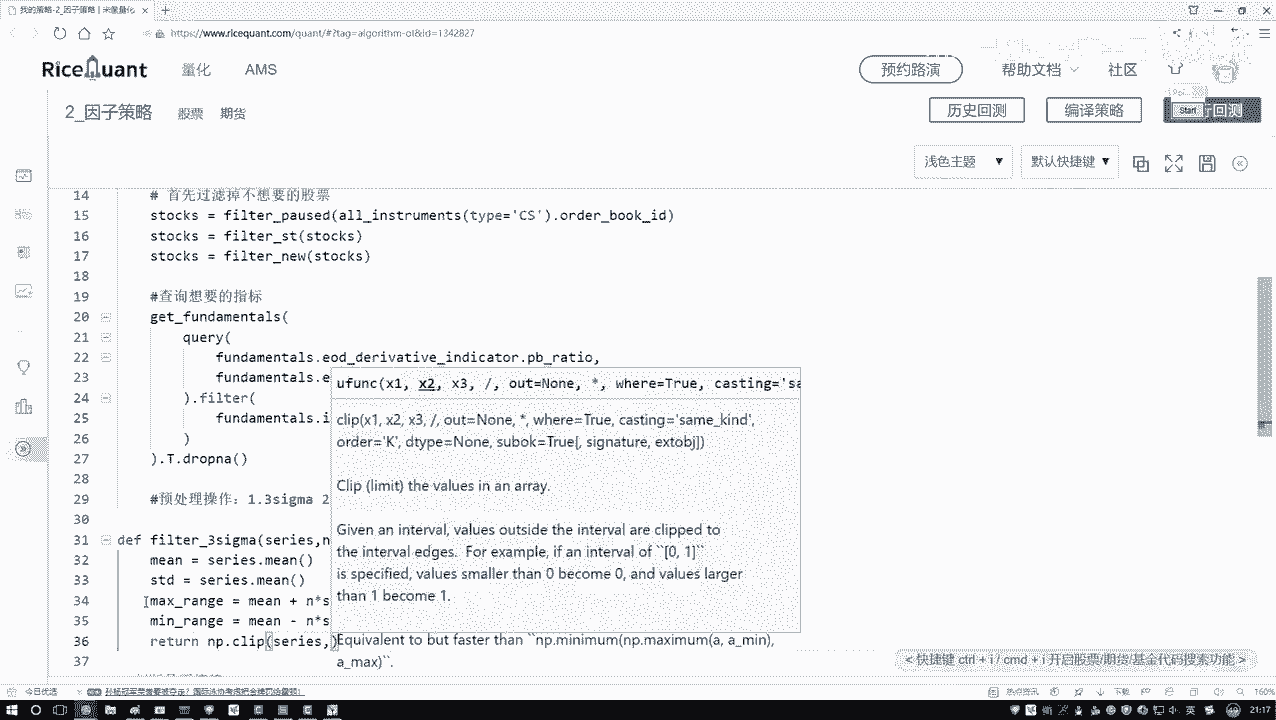 我的策略-2_因子策略 | 米筐量化
https://www.ricequant.com/quant/#?tag=algorithm-ol&id=1342827
RiceQuant 量化 AMS 预约路演 帮助文档 社区
2_因子策略 股票 期货 历史回测 编译策略 Start 行回测
浅色主题 默认快捷键
14 # 首先过滤掉不想要的股票
15 stocks = filter_paused(all_instruments(type='CS').order_book_id)
16 stocks = filter_st(stocks)
17 stocks = filter_new(stocks)
18
19 #查询想要的指标
20 get_fundamentals(
21 query(
22 fundamentals.eod_derivative_indicator.pb_ratio,
23 fundamentals.e
24 ).filter(
25 fundamentals.i
26 )
27 ).T.dropna()
28
29 #预处理操作：1.3sigma 2
30
31 def filter_3sigma(series,n
32 mean = series.mean()
33 std = series.mean()
34 max_range = mean + n*s
35 min_range = mean - n*s
36 return np.clip(series,)
37
ufunc(x1, x2, x3, /, out=None, *, where=True, casting='sa
clip(x1, x2, x3, /, out=None, *, where=True, casting='same_kind',
order='K', dtype=None, subok=True[, signature, extobj])
Clip (limit) the values in an array.
Given an interval, values outside the interval are clipped to
the interval edges. For example, if an interval of ``[0, 1]``
is specified, values smaller than 0 become 0, and values larger
than 1 become 1.
Equivalent to but faster than ``np.minimum(np.maximum(a, a_min),
a_max)``.
< 快捷键 ctrl + i / cmd + i 开启股票/期货/基金代码搜索功能 >
今日优选
热点资讯 下载 160%
英 21:17